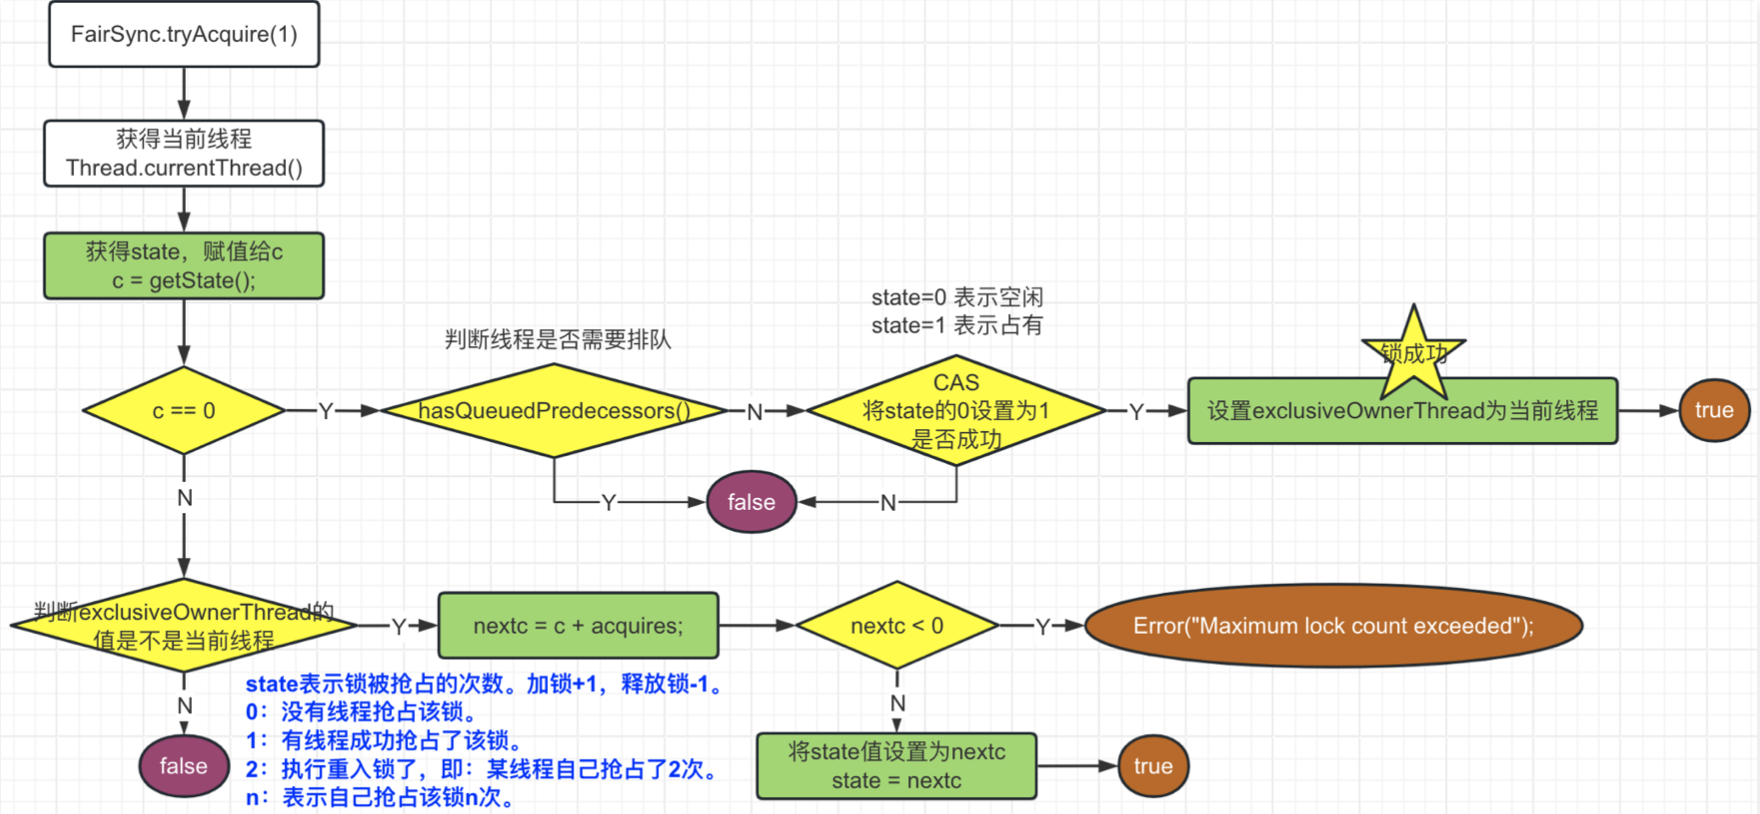 FairSync.tryAcquire(1)
获得当前线程
Thread.currentThread()
获得state，赋值给c
c = getState();
c == 0
Y
判断线程是否需要排队
hasQueuedPredecessors()
N
state=0 表示空闲
state=1 表示占有
CAS
将state的0设置为1
是否成功
Y
锁成功
设置exclusiveOwnerThread为当前线程
true
Y
false
N
N
判断exclusiveOwnerThread的
值是不是当前线程
Y
nextc = c + acquires;
nextc < 0
Y
Error("Maximum lock count exceeded");
N
false
state表示锁被抢占的次数。加锁+1，释放锁-1。
0：没有线程抢占该锁。
1：有线程成功抢占了该锁。
2：执行重入锁了，即：某线程自己抢占了2次。
n：表示自己抢占该锁n次。
N
将state值设置为nextc
state = nextc
true